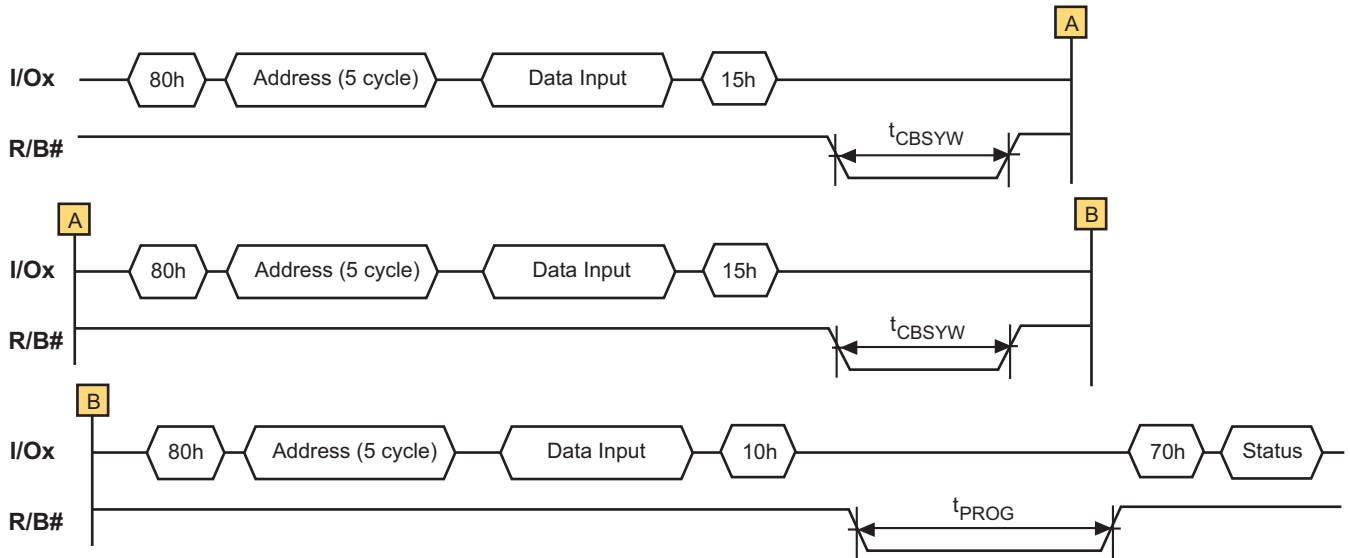 A
I/Ox 80h Address (5 cycle) Data Input 15h
R/B# tCBSYW
A B
I/Ox 80h Address (5 cycle) Data Input 15h
R/B# tCBSYW
B
I/Ox 80h Address (5 cycle) Data Input 10h 70h Status
R/B# tPROG